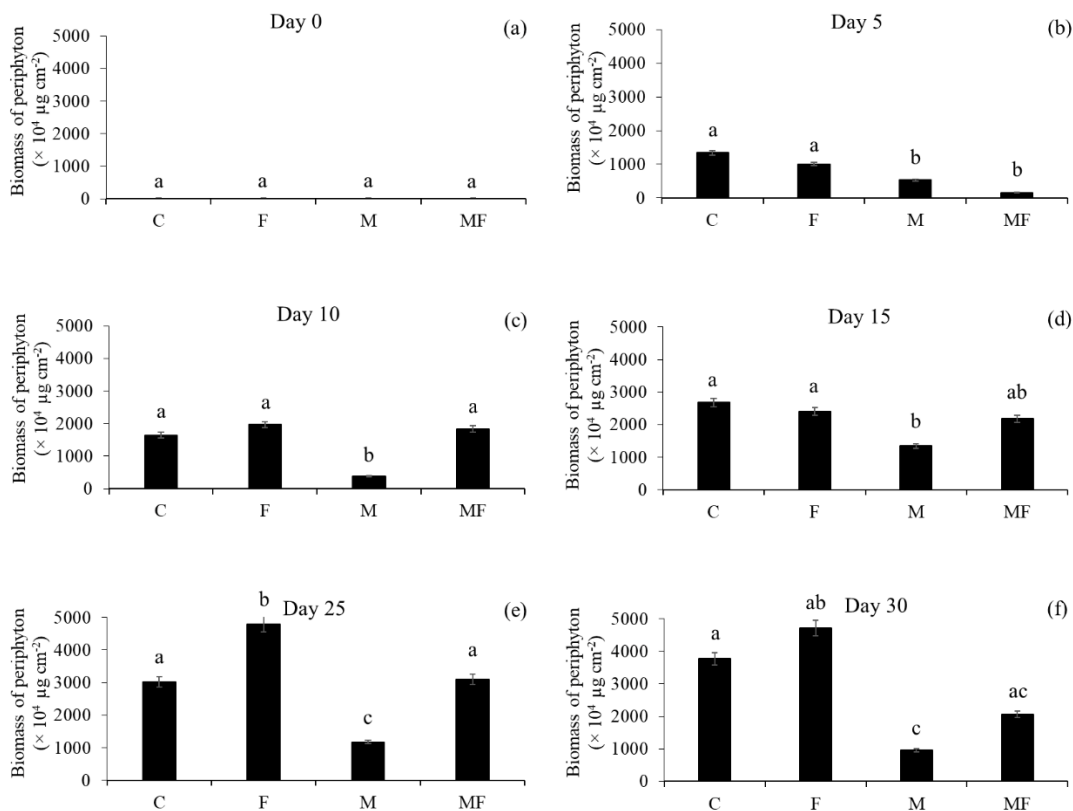 Day 0
(a)
Biomass of periphyton
(× 10⁴ µg cm⁻²)
5000
4000
3000
2000
1000
0
a a a a
C F M MF
Day 5
(b)
Biomass of periphyton
(× 10⁴ µg cm⁻²)
5000
4000
3000
2000
1000
0
a a b b
C F M MF
Day 10
(c)
Biomass of periphyton
(× 10⁴ µg cm⁻²)
5000
4000
3000
2000
1000
0
a a b a
C F M MF
Day 15
(d)
Biomass of periphyton
(× 10⁴ µg cm⁻²)
5000
4000
3000
2000
1000
0
a a b ab
C F M MF
Day 25
(e)
Biomass of periphyton
(× 10⁴ µg cm⁻²)
5000
4000
3000
2000
1000
0
a b c a
C F M MF
Day 30
(f)
Biomass of periphyton
(× 10⁴ µg cm⁻²)
5000
4000
3000
2000
1000
0
a ab c ac
C F M MF